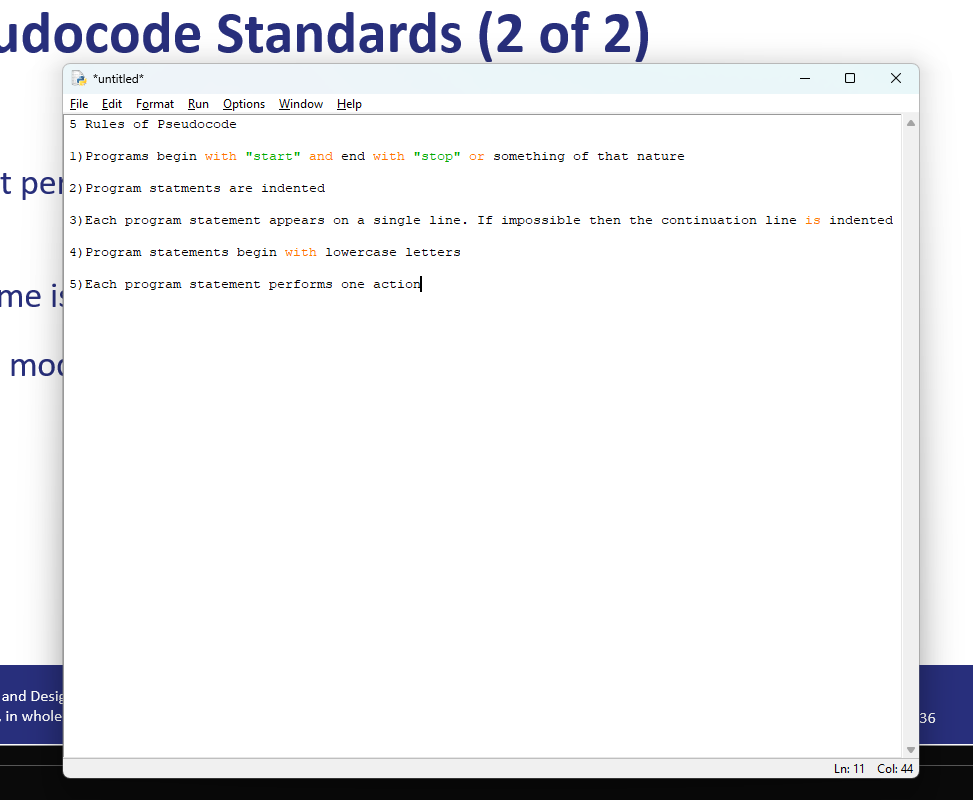 udocode Standards (2 of 2)
*untitled*
File Edit Format Run Options Window Help
5 Rules of Pseudocode
1)Programs begin with "start" and end with "stop" or something of that nature
2)Program statments are indented
t per
3)Each program statement appears on a single line. If impossible then the continuation line is indented
4)Program statements begin with lowercase letters
5)Each program statement performs one action
me is
mod
and Desig
, in whole
36
Ln: 11 Col: 44